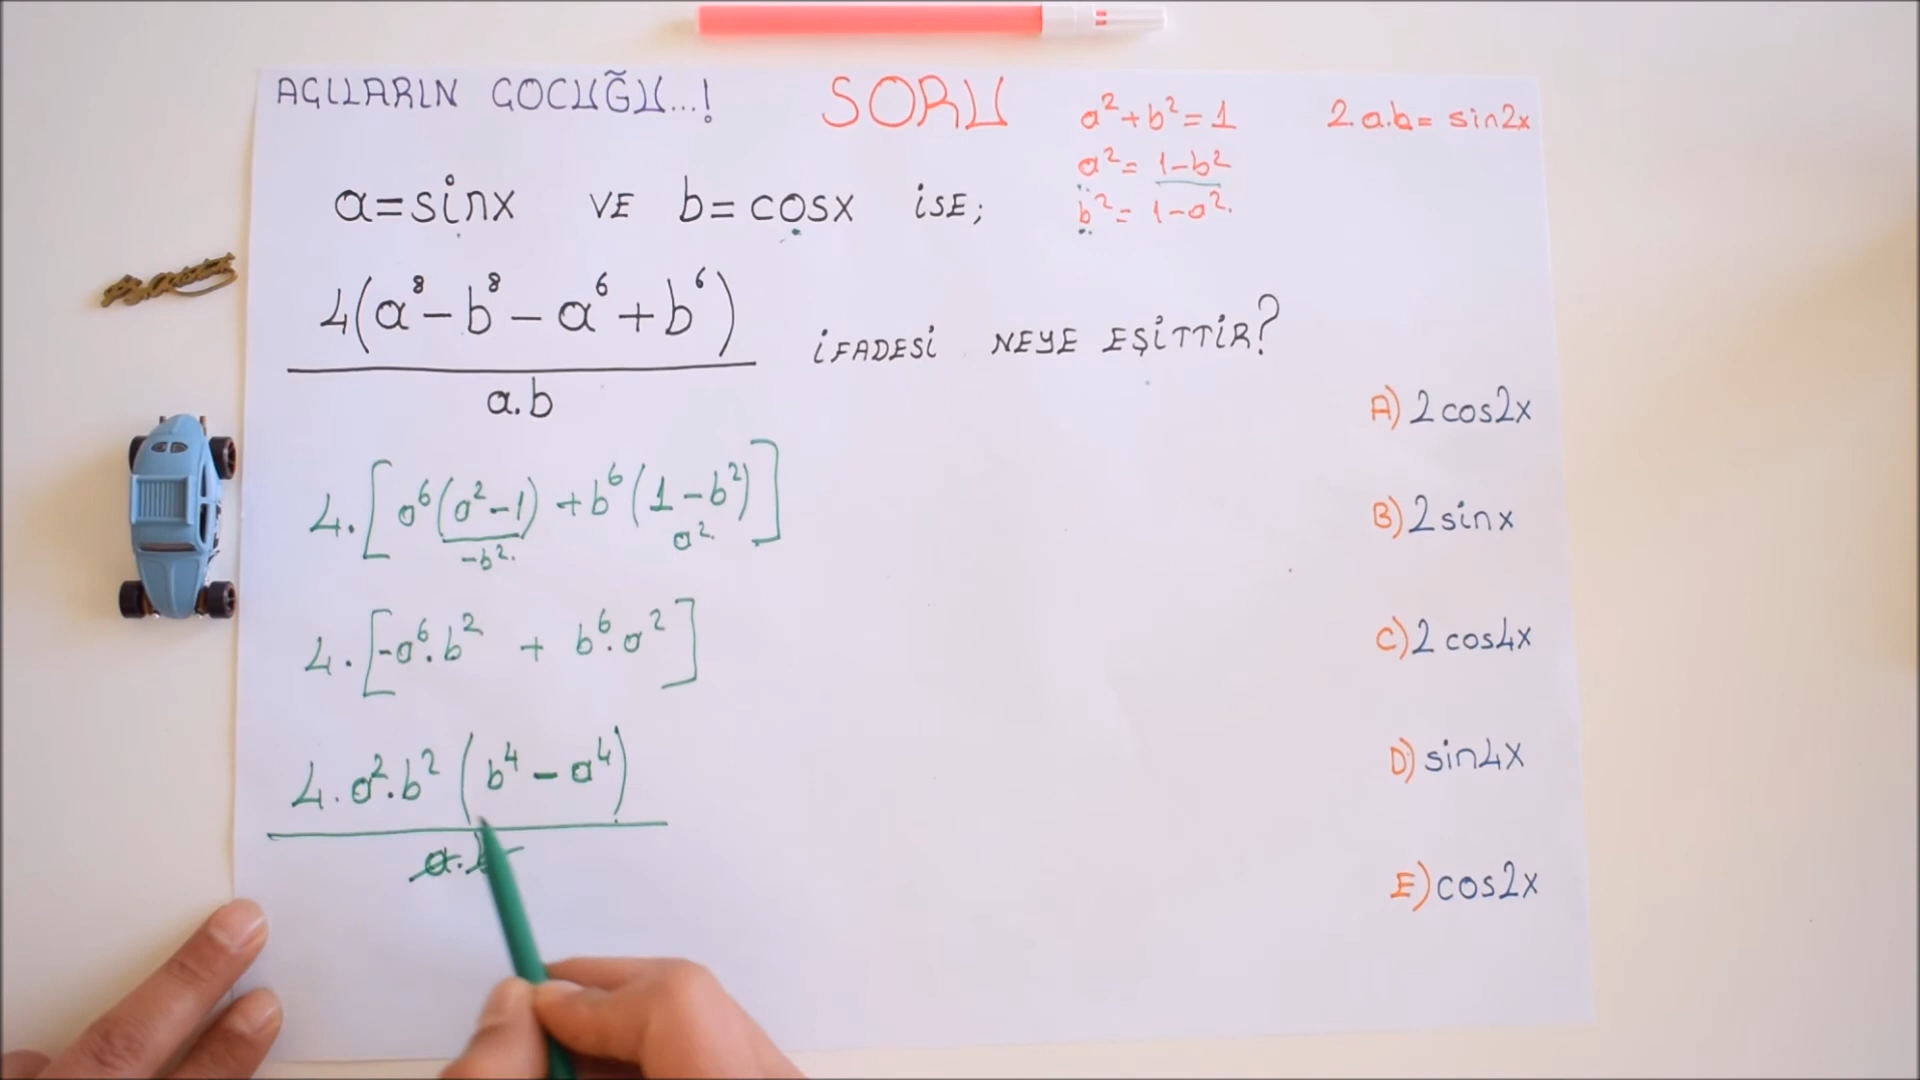 AÇILARIN ÇOCUĞU...!
SORU
a²+b²=1
a²= 1-b²
b²= 1-a².
2.a.b= sin2x
a=sinx VE b=cosx İSE;
4(a⁸-b⁸-a⁶+b⁶)
a.b
İFADESİ NEYE EŞİTTİR?
4.[a⁶(a²-1)+b⁶(1-b²)]
-b². a².
4.[-a⁶.b² + b⁶.a²]
4.a².b²(b⁴-a⁴)
a.b
A) 2cos2x
B) 2sinx
C) 2cos4x
D) sin4x
E) cos2x